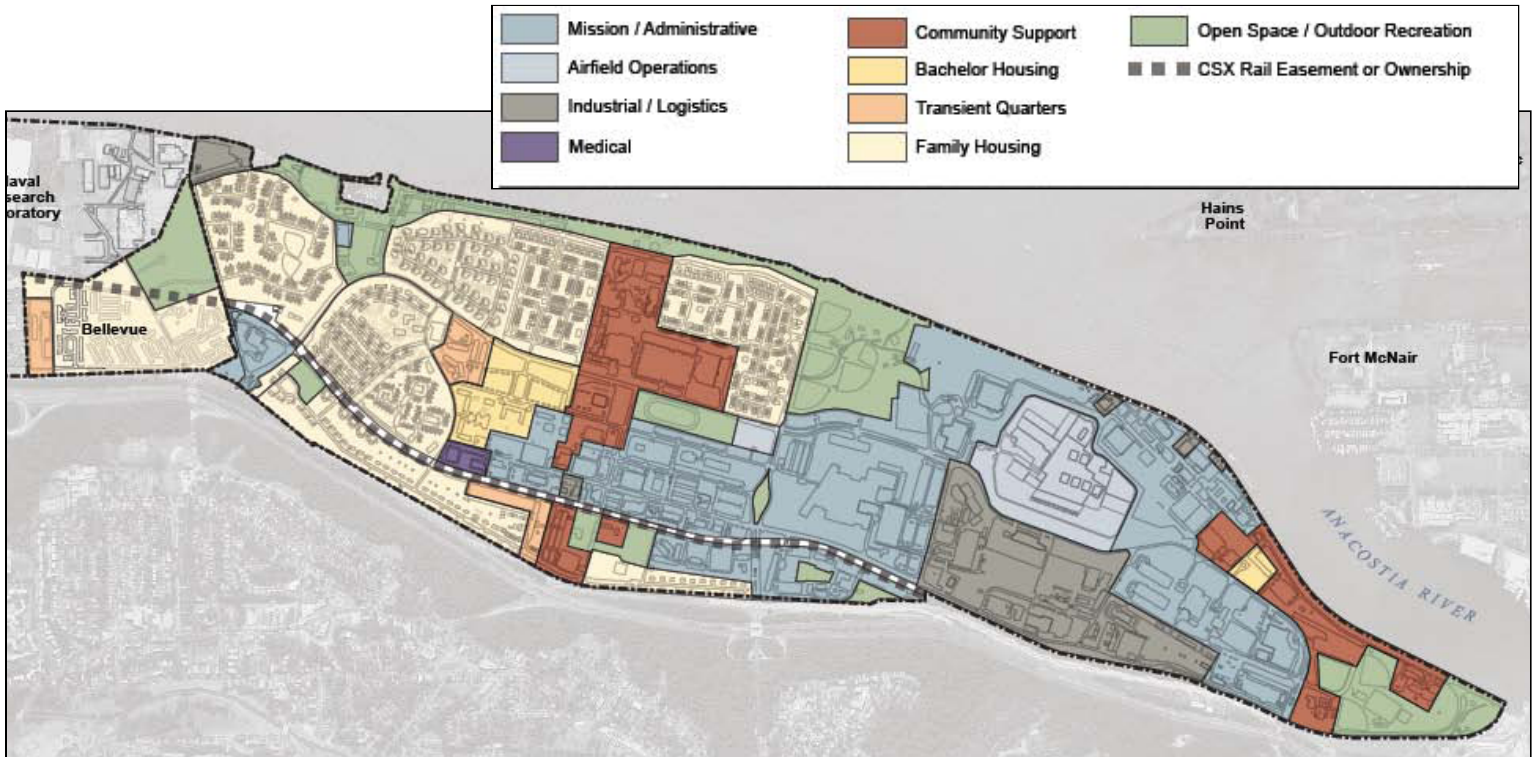 Mission / Administrative
Airfield Operations
Industrial / Logistics
Medical
Community Support
Bachelor Housing
Transient Quarters
Family Housing
Open Space / Outdoor Recreation
CSX Rail Easement or Ownership
Bellevue
Hains
Point
Fort McNair
ANACOSTIA RIVER